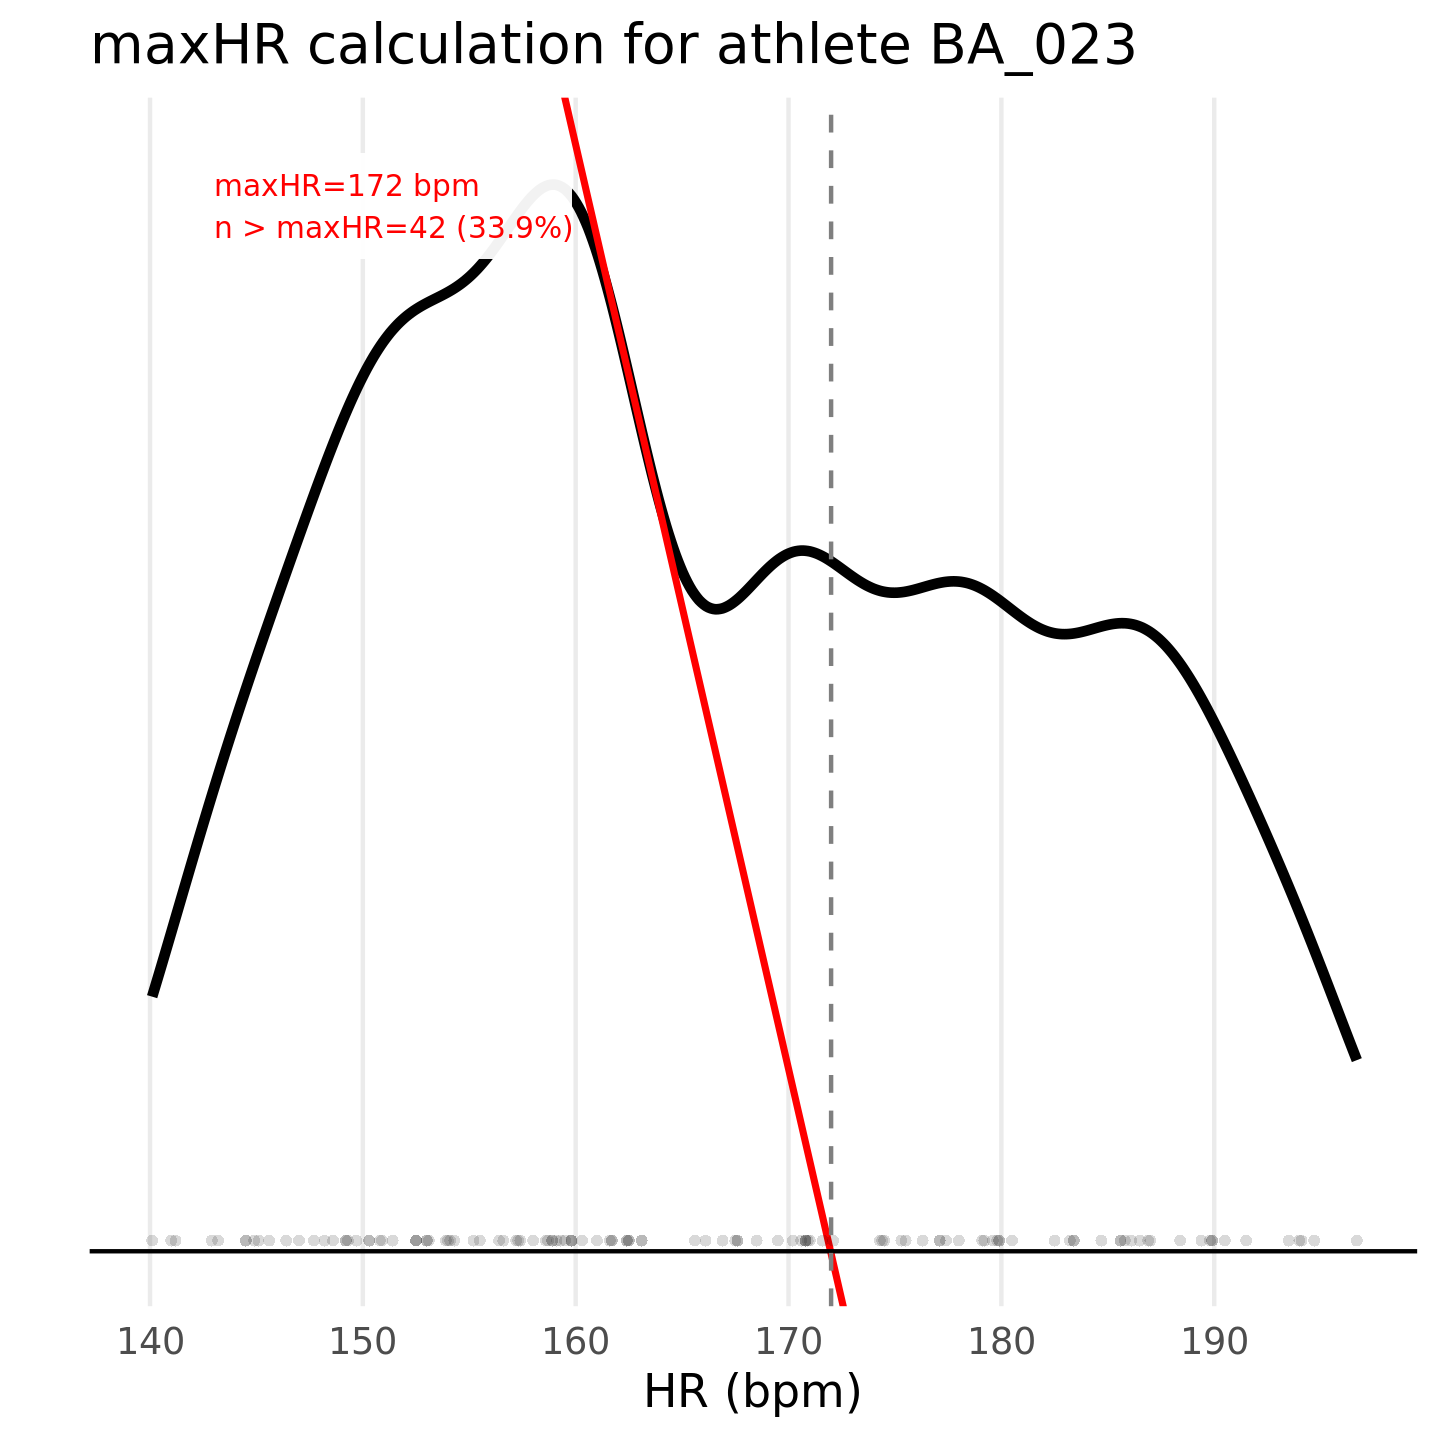 maxHR calculation for athlete BA_023
maxHR=172 bpm
n > maxHR=42 (33.9%)
140 150 160 170 180 190
HR (bpm)